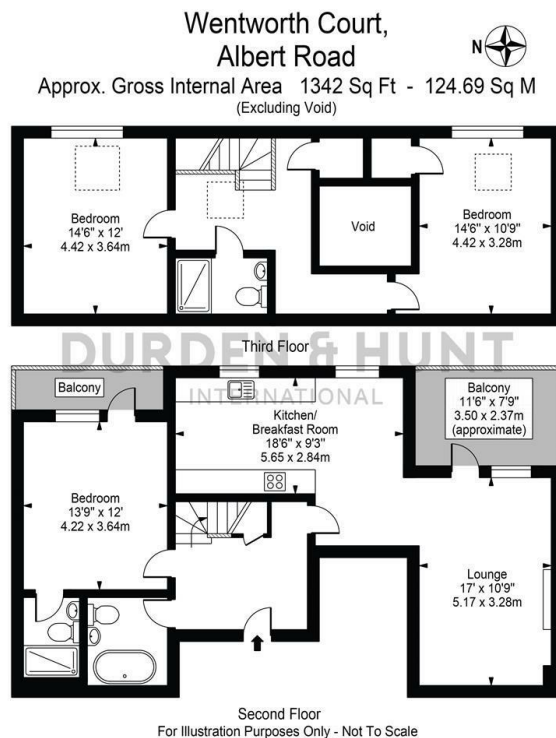 Wentworth Court,
Albert Road
N
Approx. Gross Internal Area 1342 Sq Ft - 124.69 Sq M
(Excluding Void)
Bedroom
14'6" x 12'
4.42 x 3.64m
Void
Bedroom
14'6" x 10'9"
4.42 x 3.28m
DURDEN & HUNT
INTERNATIONAL
Third Floor
Balcony
Kitchen/
Breakfast Room
18'6" x 9'3"
5.65 x 2.84m
Balcony
11'6" x 7'9"
3.50 x 2.37m
(approximate)
Bedroom
13'9" x 12'
4.22 x 3.64m
Lounge
17' x 10'9"
5.17 x 3.28m
Second Floor
For Illustration Purposes Only - Not To Scale